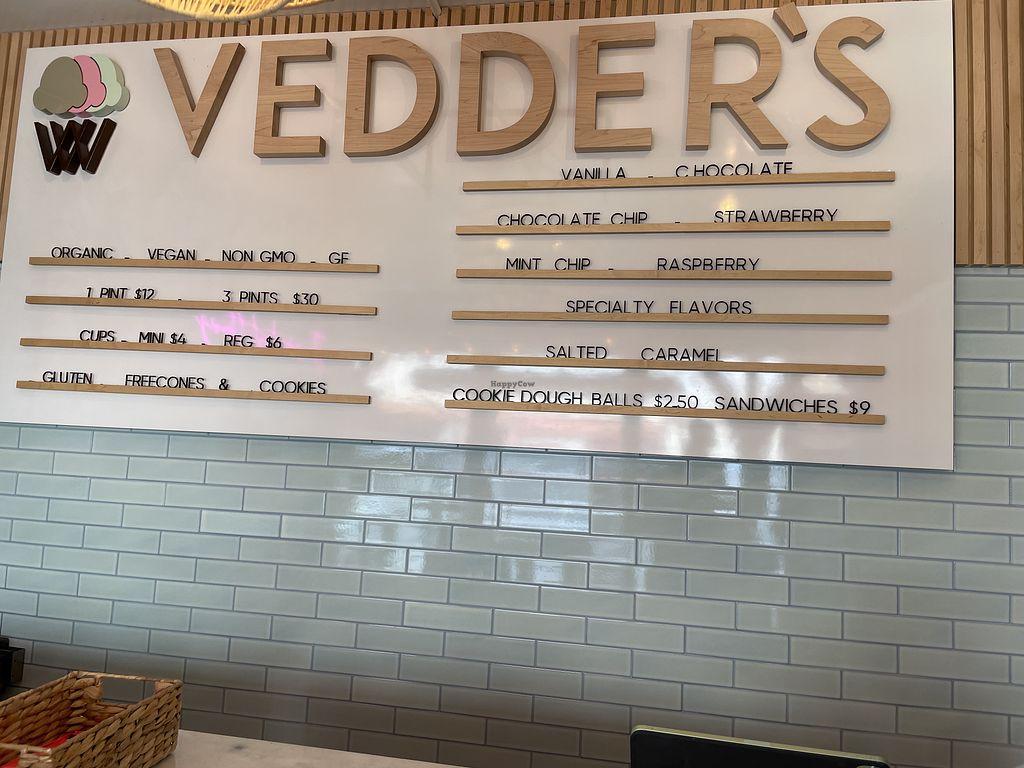 VEDDER'S
ORGANIC - VEGAN - NON GMO - GF
1 PINT $12 - 3 PINTS $30
CUPS - MINI $4 - REG $6
GLUTEN FREECONES & COOKIES
VANILLA - CHOCOLATE
CHOCOLATE CHIP - STRAWBERRY
MINT CHIP - RASPBERRY
SPECIALTY FLAVORS
SALTED CARAMEL
HappyCow
COOKIE DOUGH BALLS $2.50 SANDWICHES $9